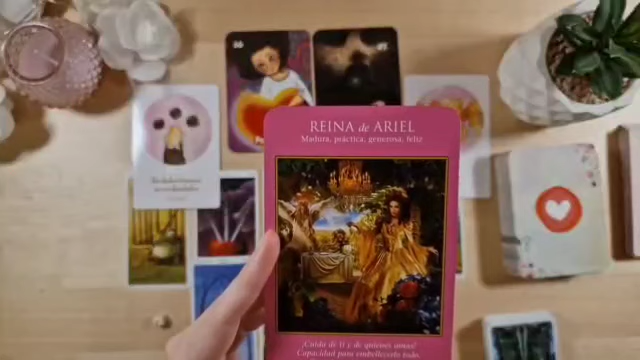 REINA de ARIEL
Madura, práctica, generosa, feliz
¡Cuida de ti y de quienes amas!
Capacidad para embellecerlo todo